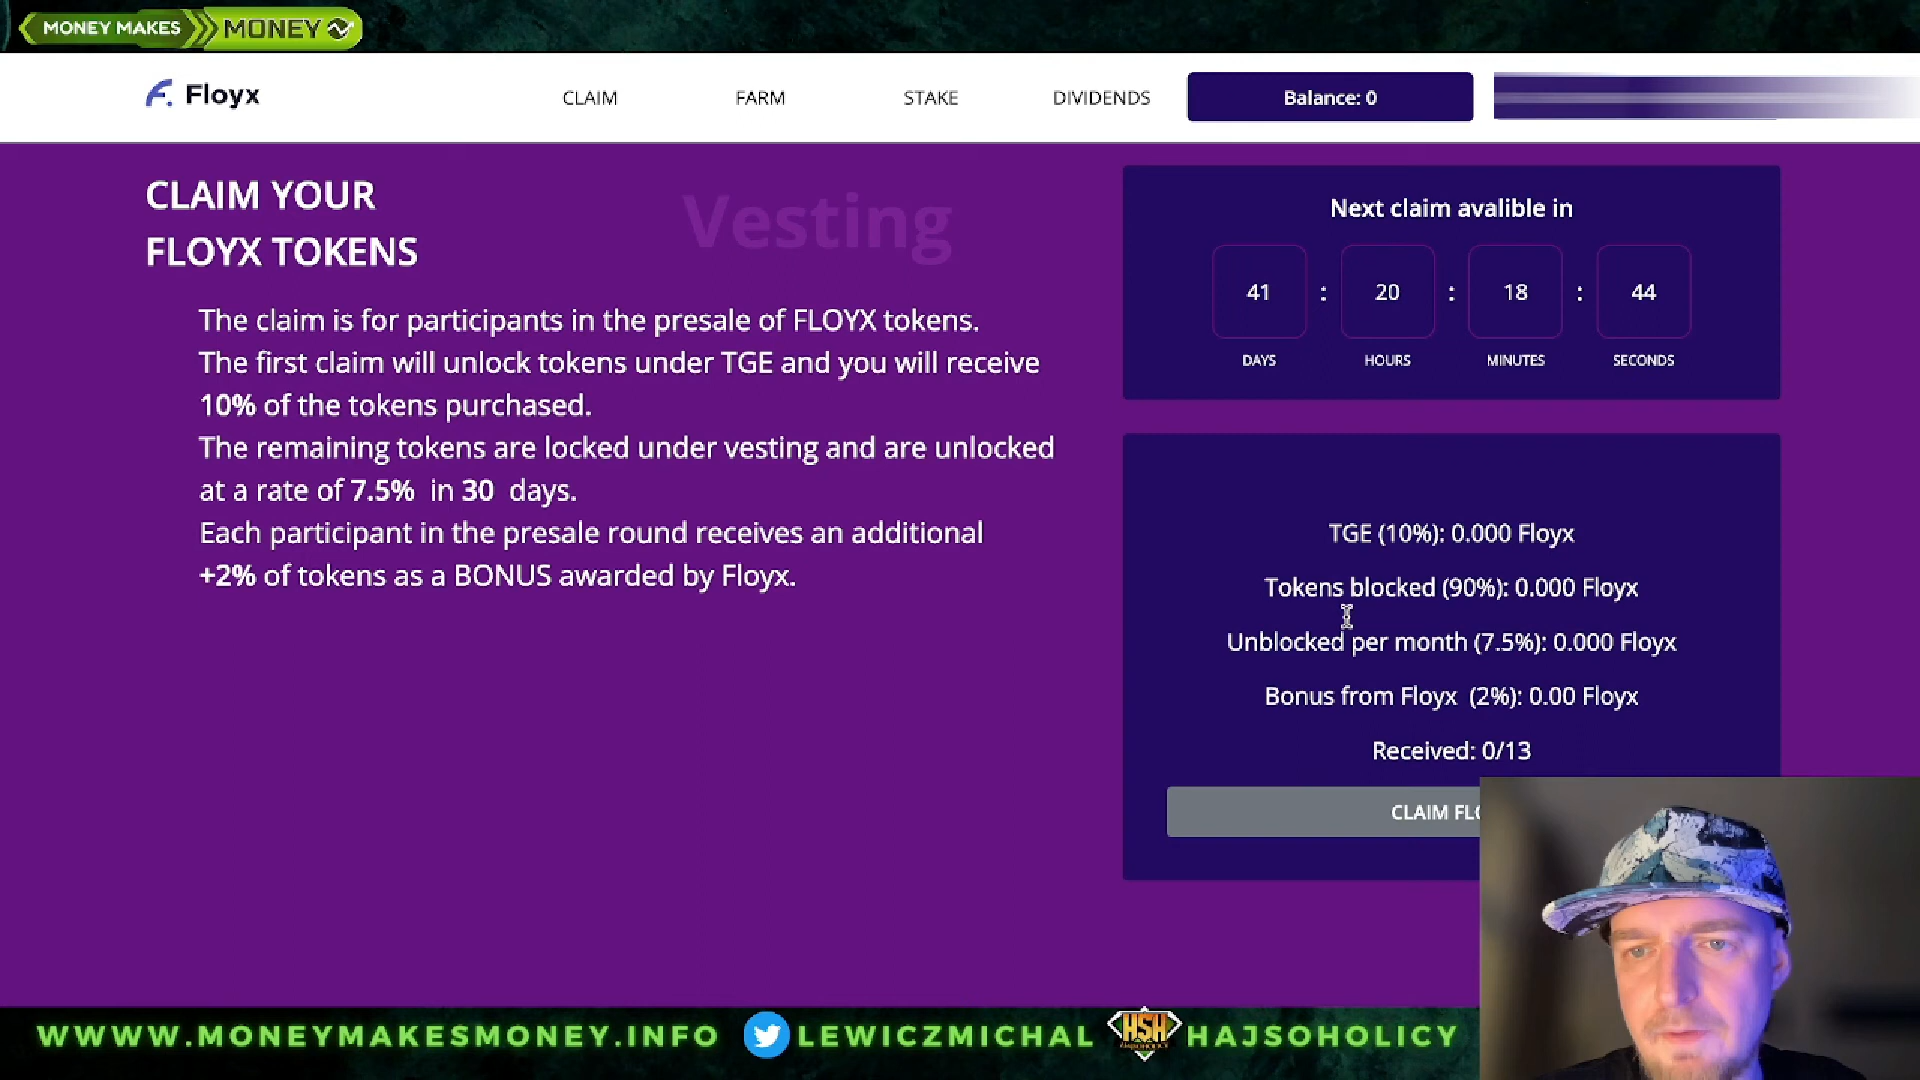 MONEY MAKES MONEY
Floyx
CLAIM
FARM
STAKE
DIVIDENDS
Balance: 0
CLAIM YOUR
FLOYX TOKENS
Vesting
The claim is for participants in the presale of FLOYX tokens.
The first claim will unlock tokens under TGE and you will receive
10% of the tokens purchased.
The remaining tokens are locked under vesting and are unlocked
at a rate of 7.5% in 30 days.
Each participant in the presale round receives an additional
+2% of tokens as a BONUS awarded by Floyx.
Next claim avalible in
41 : 20 : 18 : 44
DAYS HOURS MINUTES SECONDS
TGE (10%): 0.000 Floyx
Tokens blocked (90%): 0.000 Floyx
Unblocked per month (7.5%): 0.000 Floyx
Bonus from Floyx (2%): 0.00 Floyx
Received: 0/13
CLAIM FLO
WWWW.MONEYMAKESMONEY.INFO
LEWICZMICHAL
HSH
HAJSOHOLICY